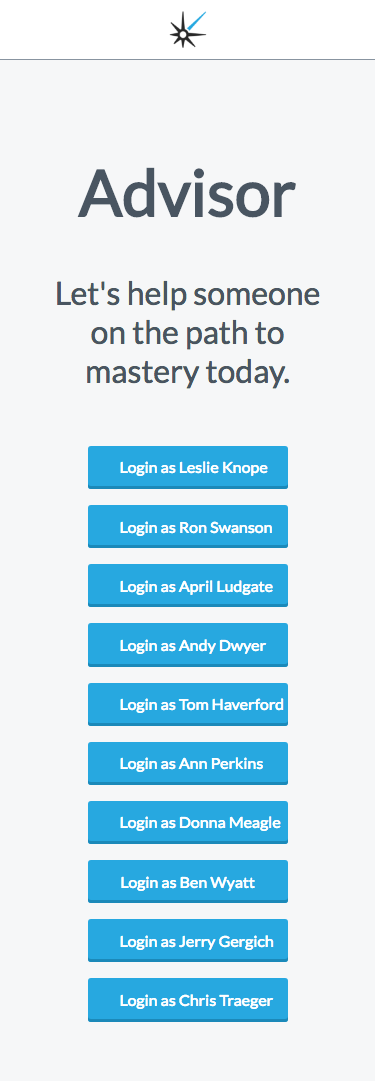 Advisor
Let's help someone
on the path to
mastery today.
Login as Leslie Knope
Login as Ron Swanson
Login as April Ludgate
Login as Andy Dwyer
Login as Tom Haverford
Login as Ann Perkins
Login as Donna Meagle
Login as Ben Wyatt
Login as Jerry Gergich
Login as Chris Traeger